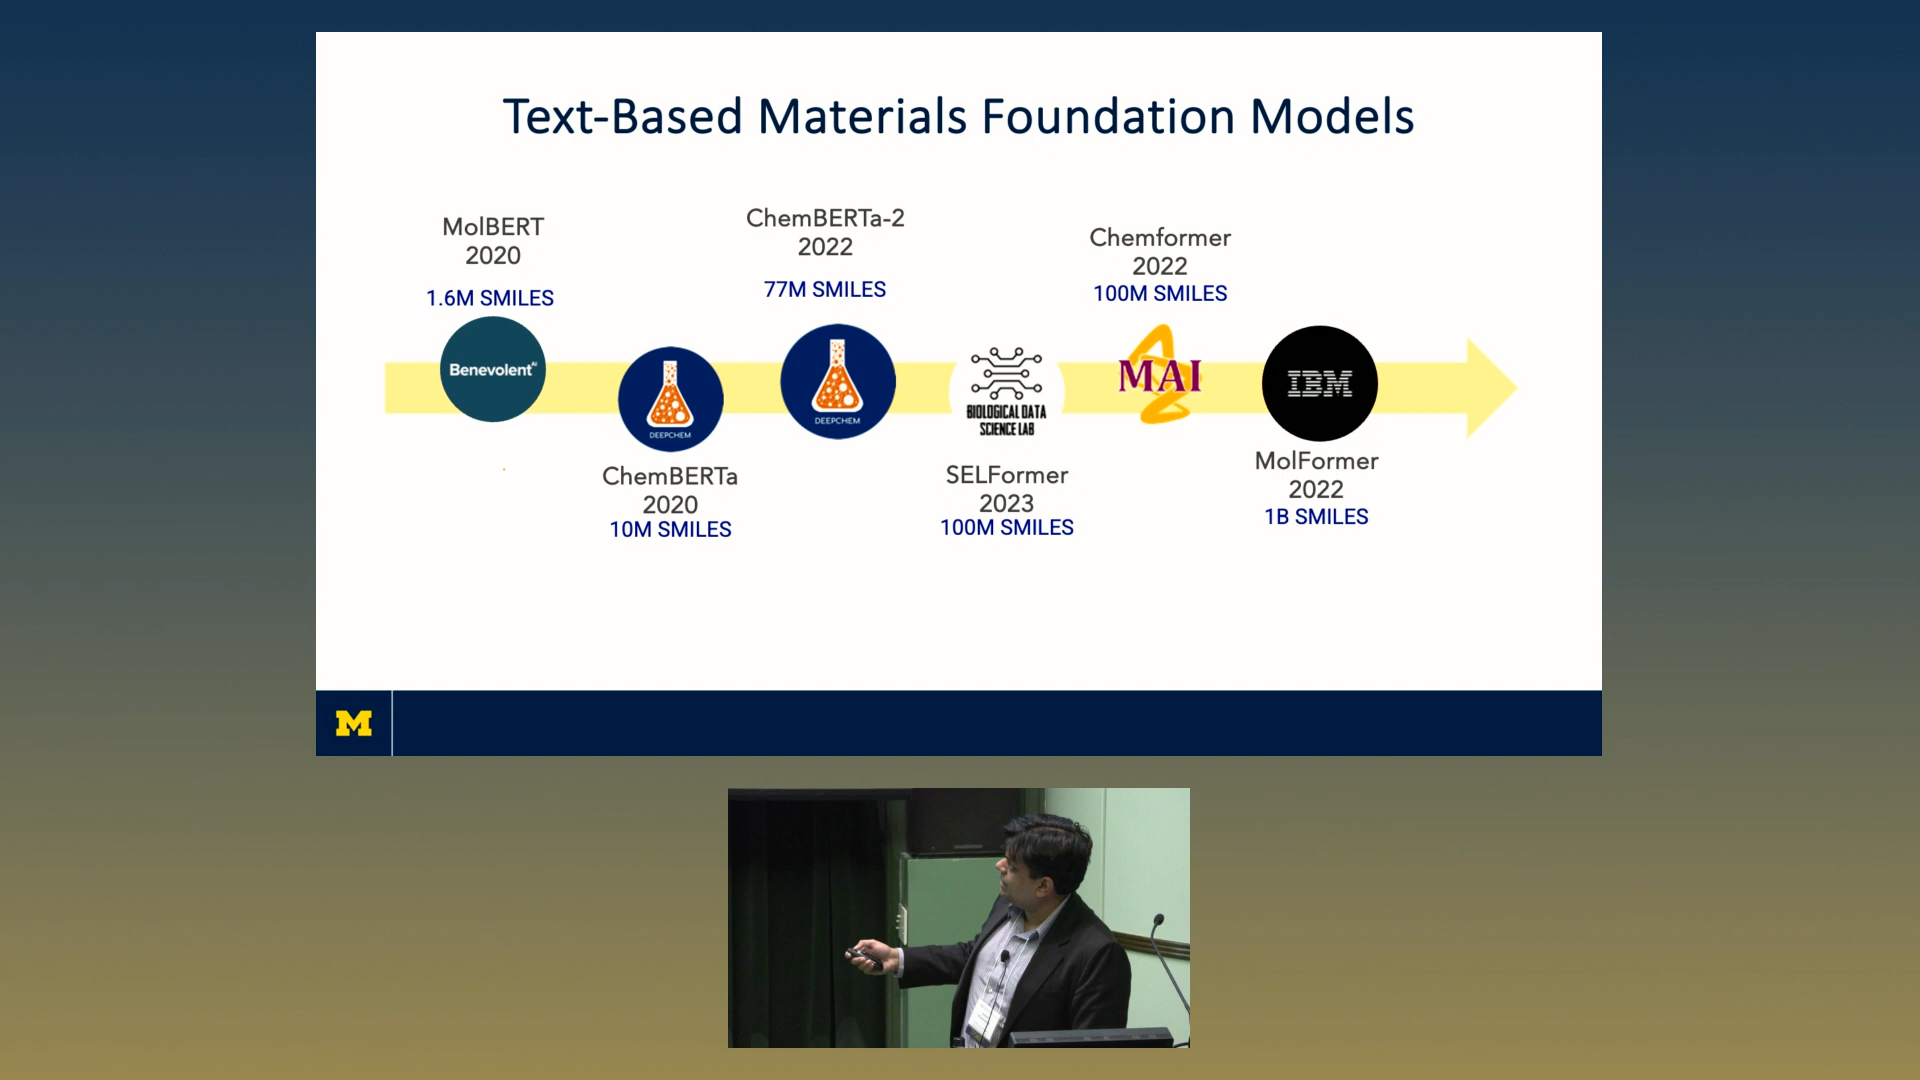 Text-Based Materials Foundation Models
MolBERT
2020
1.6M SMILES
ChemBERTa-2
2022
77M SMILES
Chemformer
2022
100M SMILES
Benevolent AI
DEEPCHEM
DEEPCHEM
BIOLOGICAL DATA
SCIENCE LAB
MAI
IBM
ChemBERTa
2020
10M SMILES
SELFormer
2023
100M SMILES
MolFormer
2022
1B SMILES
M